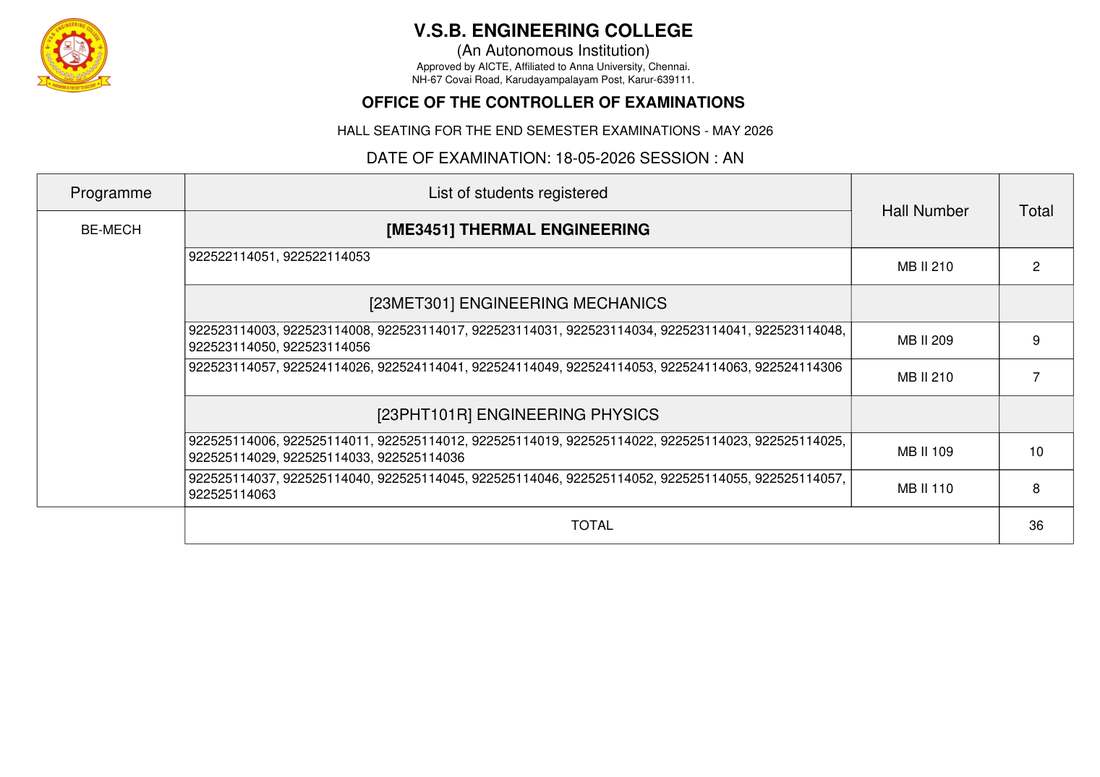 V.S.B. ENGINEERING COLLEGE
(An Autonomous Institution)
Approved by AICTE, Affiliated to Anna University, Chennai.
NH-67 Covai Road, Karudayampalayam Post, Karur-639111.
OFFICE OF THE CONTROLLER OF EXAMINATIONS
HALL SEATING FOR THE END SEMESTER EXAMINATIONS - MAY 2026
DATE OF EXAMINATION: 18-05-2026 SESSION : AN
Programme List of students registered Hall Number Total
BE-MECH [ME3451] THERMAL ENGINEERING
922522114051, 922522114053 MB II 210 2
[23MET301] ENGINEERING MECHANICS
922523114003, 922523114008, 922523114017, 922523114031, 922523114034, 922523114041, 922523114048,
922523114050, 922523114056 MB II 209 9
922523114057, 922524114026, 922524114041, 922524114049, 922524114053, 922524114063, 922524114306 MB II 210 7
[23PHT101R] ENGINEERING PHYSICS
922525114006, 922525114011, 922525114012, 922525114019, 922525114022, 922525114023, 922525114025,
922525114029, 922525114033, 922525114036 MB II 109 10
922525114037, 922525114040, 922525114045, 922525114046, 922525114052, 922525114055, 922525114057,
922525114063 MB II 110 8
TOTAL 36